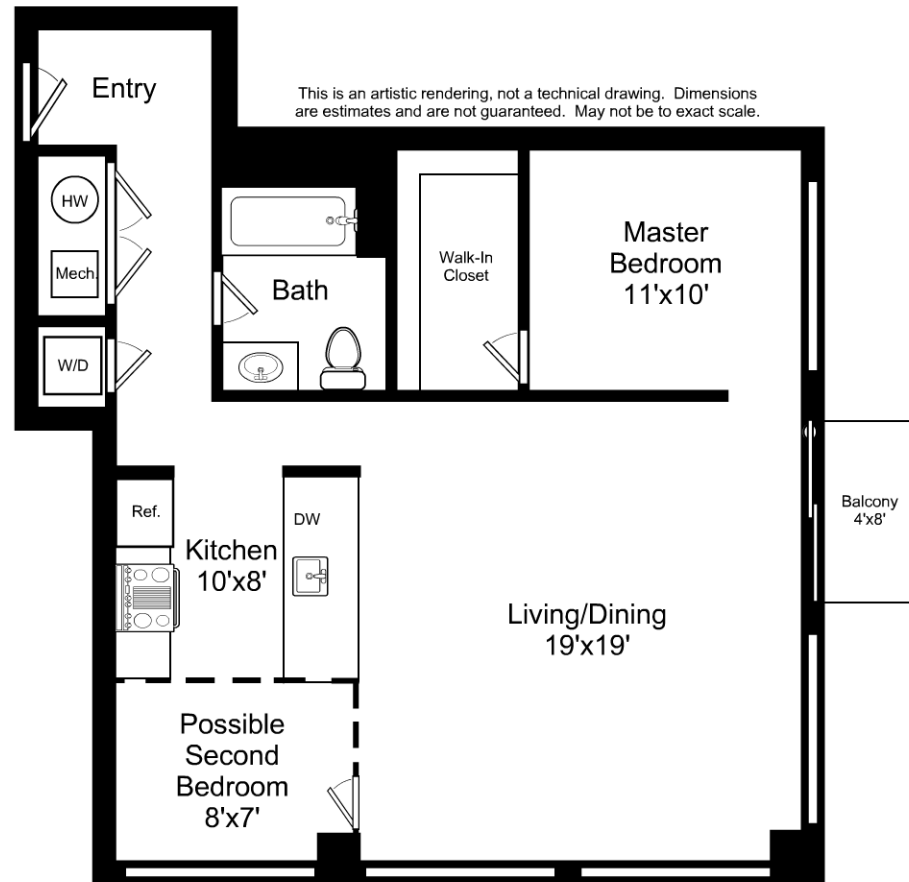 Entry
This is an artistic rendering, not a technical drawing. Dimensions
are estimates and are not guaranteed. May not be to exact scale.
HW
Mech.
W/D
Bath
Walk-In
Closet
Master
Bedroom
11'x10'
Balcony
4'x8'
Ref.
DW
Kitchen
10'x8'
Living/Dining
19'x19'
Possible
Second
Bedroom
8'x7'